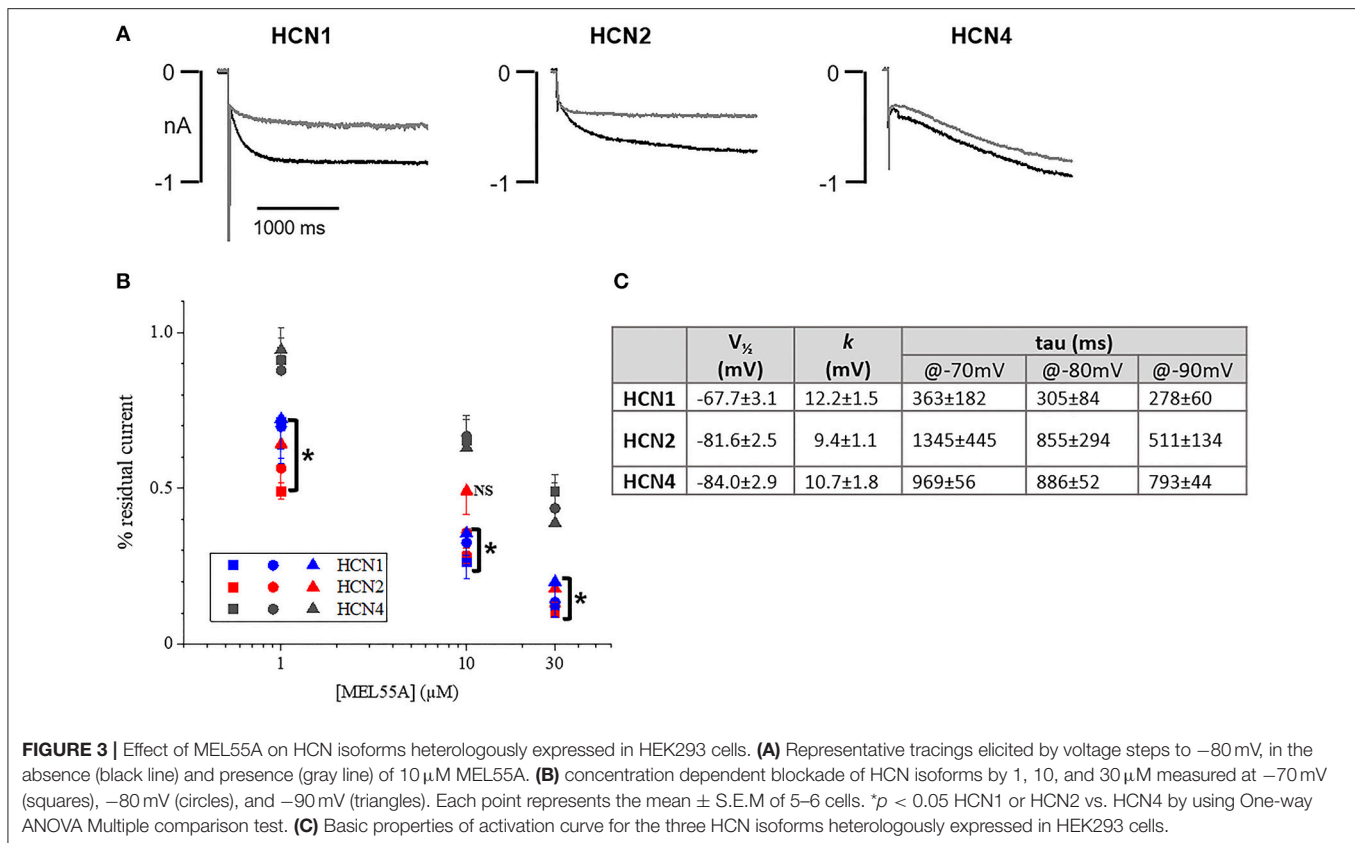 A
HCN1 HCN2 HCN4
0 0 0
nA
-1 -1 -1
1000 ms
B
1.0
0.5
0
% residual current
*
NS
*
*
HCN1
HCN2
HCN4
1 10 30
[MEL55A] (µM)
C
V½ (mV) k (mV) tau (ms)
@-70mV @-80mV @-90mV
HCN1 -67.7±3.1 12.2±1.5 363±182 305±84 278±60
HCN2 -81.6±2.5 9.4±1.1 1345±445 855±294 511±134
HCN4 -84.0±2.9 10.7±1.8 969±56 886±52 793±44
FIGURE 3 | Effect of MEL55A on HCN isoforms heterologously expressed in HEK293 cells. (A) Representative tracings elicited by voltage steps to −80 mV, in the
absence (black line) and presence (gray line) of 10 µM MEL55A. (B) concentration dependent blockade of HCN isoforms by 1, 10, and 30 µM measured at −70 mV
(squares), −80 mV (circles), and −90 mV (triangles). Each point represents the mean ± S.E.M of 5–6 cells. *p < 0.05 HCN1 or HCN2 vs. HCN4 by using One-way
ANOVA Multiple comparison test. (C) Basic properties of activation curve for the three HCN isoforms heterologously expressed in HEK293 cells.